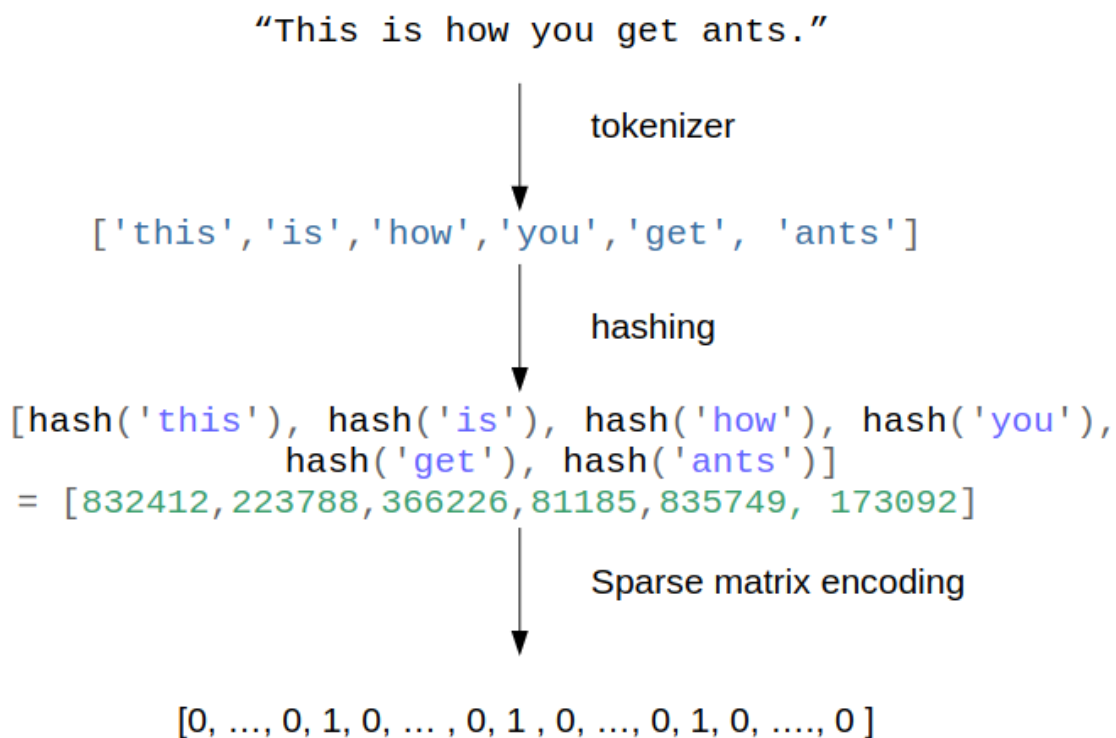 “This is how you get ants.”
tokenizer
['this','is','how','you','get', 'ants']
hashing
[hash('this'), hash('is'), hash('how'), hash('you'),
hash('get'), hash('ants')]
= [832412,223788,366226,81185,835749, 173092]
Sparse matrix encoding
[0, …, 0, 1, 0, … , 0, 1 , 0, …, 0, 1, 0, …., 0 ]